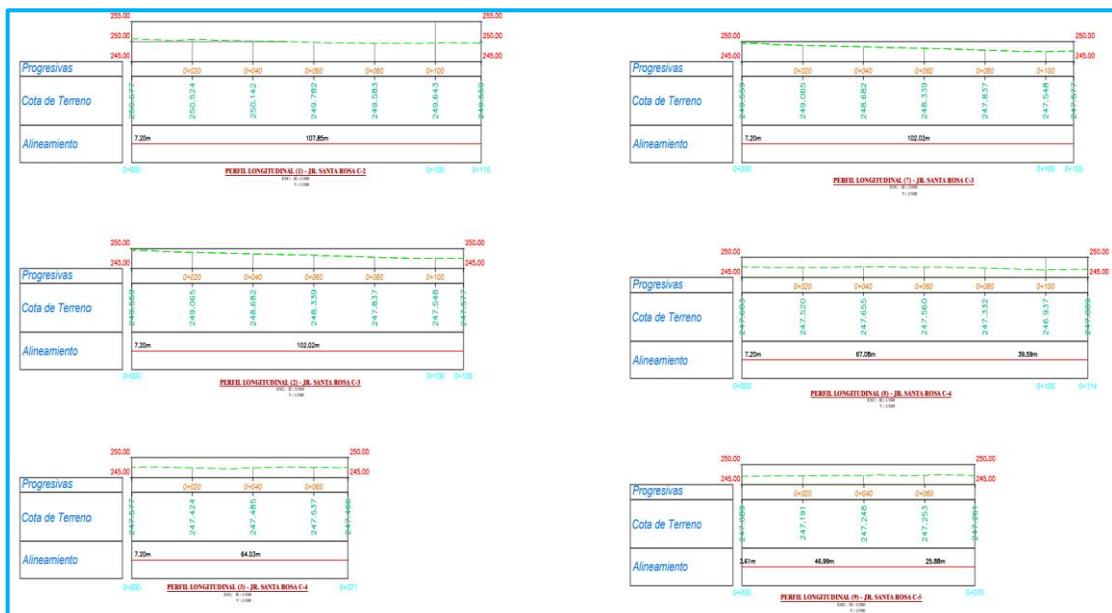 255.00 255.00
250.00 250.00
245.00 245.00
Progresivas 0+020 0+040 0+060 0+080 0+100
Cota de Terreno 250.677 250.524 250.142 249.782 249.583 249.643 249.559
Alineamiento 7.20m 107.85m
0+000 0+100 0+115
PERFIL LONGITUDINAL (1) - JR. SANTA ROSA C-2
250.00 250.00
245.00 245.00
Progresivas 0+020 0+040 0+060 0+080 0+100
Cota de Terreno 249.559 249.065 248.682 248.339 247.837 247.548 247.577
Alineamiento 7.20m 102.02m
0+000 0+100 0+109
PERFIL LONGITUDINAL (7) - JR. SANTA ROSA C-3
250.00 250.00
245.00 245.00
Progresivas 0+020 0+040 0+060 0+080 0+100
Cota de Terreno 249.559 249.065 248.682 248.339 247.837 247.548 247.577
Alineamiento 7.20m 102.02m
0+000 0+100 0+109
PERFIL LONGITUDINAL (2) - JR. SANTA ROSA C-3
250.00 250.00
245.00 245.00
Progresivas 0+020 0+040 0+060 0+080 0+100
Cota de Terreno 247.520 247.655 247.560 247.332 246.937
Alineamiento 7.20m 67.08m 39.59m
0+000 0+100 0+114
PERFIL LONGITUDINAL (8) - JR. SANTA ROSA C-4
250.00 250.00
245.00 245.00
Progresivas 0+020 0+040 0+060
Cota de Terreno 247.577 247.424 247.485 247.537 247.466
Alineamiento 7.20m 64.03m
0+000 0+071
PERFIL LONGITUDINAL (3) - JR. SANTA ROSA C-4
250.00 250.00
245.00 245.00
Progresivas 0+020 0+040 0+060
Cota de Terreno 247.191 247.248 247.253
Alineamiento 3.61m 46.99m 25.88m
0+000 0+076
PERFIL LONGITUDINAL (9) - JR. SANTA ROSA C-5